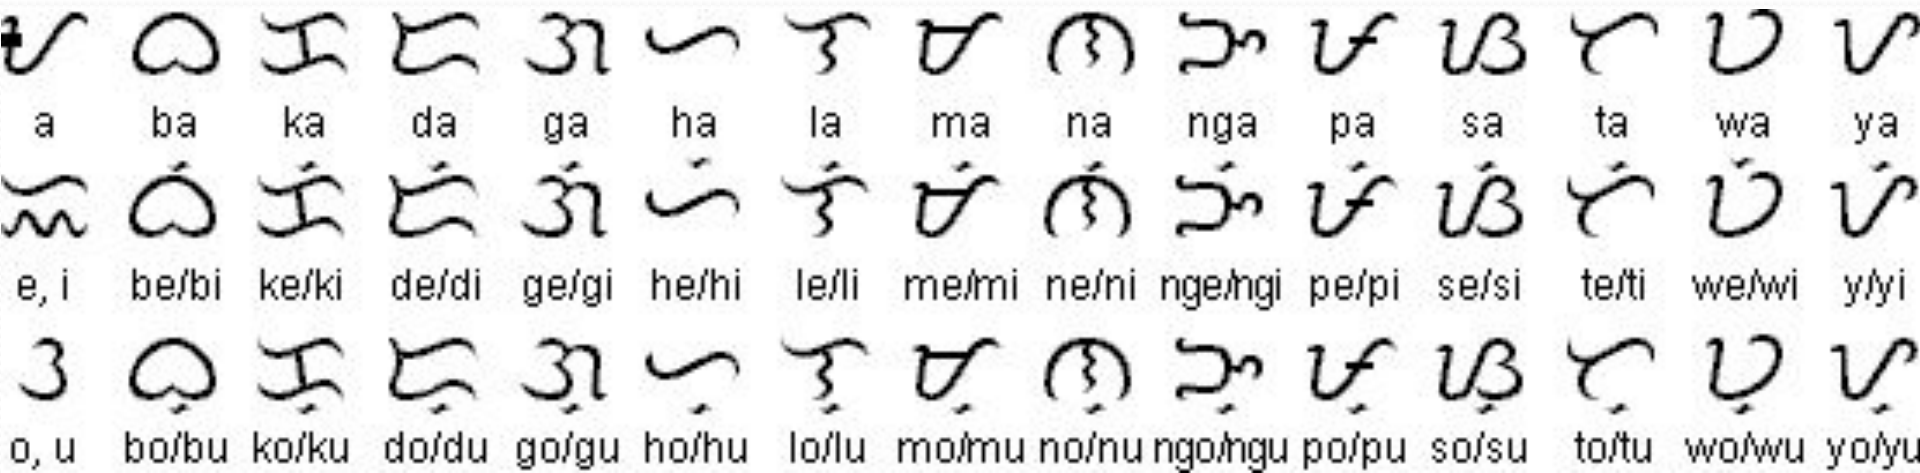 ᜀ ᜊ ᜃ ᜇ ᜄ ᜑ ᜎ ᜋ ᜈ ᜅ ᜉ ᜐ ᜆ ᜏ ᜌ
a ba ka da ga ha la ma na nga pa sa ta wa ya
ᜁ ᜊᜒ ᜃᜒ ᜇᜒ ᜄᜒ ᜑᜒ ᜎᜒ ᜋᜒ ᜈᜒ ᜅᜒ ᜉᜒ ᜐᜒ ᜆᜒ ᜏᜒ ᜌᜒ
e, i be/bi ke/ki de/di ge/gi he/hi le/li me/mi ne/ni nge/ngi pe/pi se/si te/ti we/wi y/yi
ᜂ ᜊᜓ ᜃᜓ ᜇᜓ ᜄᜓ ᜑᜓ ᜎᜓ ᜋᜓ ᜈᜓ ᜅᜓ ᜉᜓ ᜐᜓ ᜆᜓ ᜏᜓ ᜌᜓ
o, u bo/bu ko/ku do/du go/gu ho/hu lo/lu mo/mu no/nu ngo/ngu po/pu so/su to/tu wo/wu yo/yu